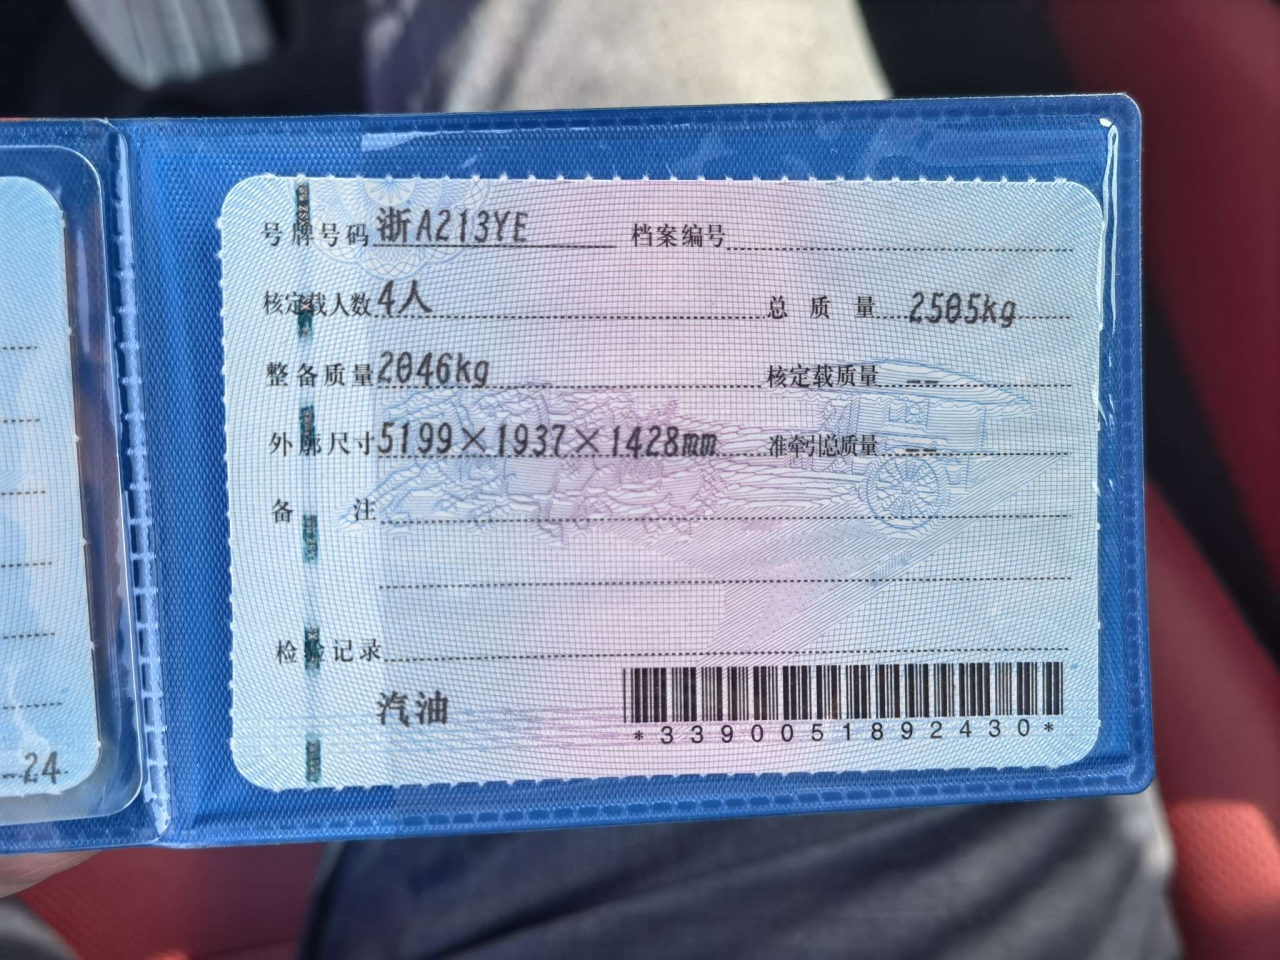 号牌号码 浙A213YE 档案编号
核定载人数 4人 总质量 2505kg
整备质量 2046kg 核定载质量 --
外廓尺寸 5199×1937×1428mm 准牵引总质量 --
备注
检验记录
汽油
*3390051892430*
-24